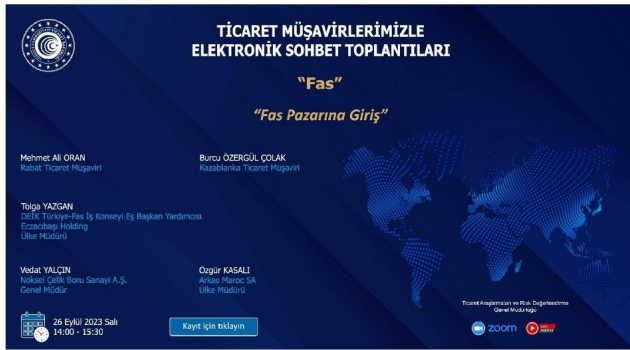 TİCARET MÜŞAVİRLERİMİZLE
ELEKTRONİK SOHBET TOPLANTILARI
“Fas”
“Fas Pazarına Giriş”
Mehmet Ali ORAN
Rabat Ticaret Müşaviri
Burcu ÖZERGÜL ÇOLAK
Kazablanka Ticaret Müşaviri
Tolga YAZGAN
DEİK Türkiye-Fas İş Konseyi Eş Başkan Yardımcısı
Eczacıbaşı Holding
Ülke Müdürü
Vedat YALÇIN
Noksel Çelik Boru Sanayi A.Ş.
Genel Müdür
Özgür KASALI
Arkas Maroc SA
Ülke Müdürü
Ticaret Araştırmaları ve Risk Değerlendirme
Genel Müdürlüğü
26 Eylül 2023 Salı
14:00 - 15:30
Kayıt için tıklayın
zoom